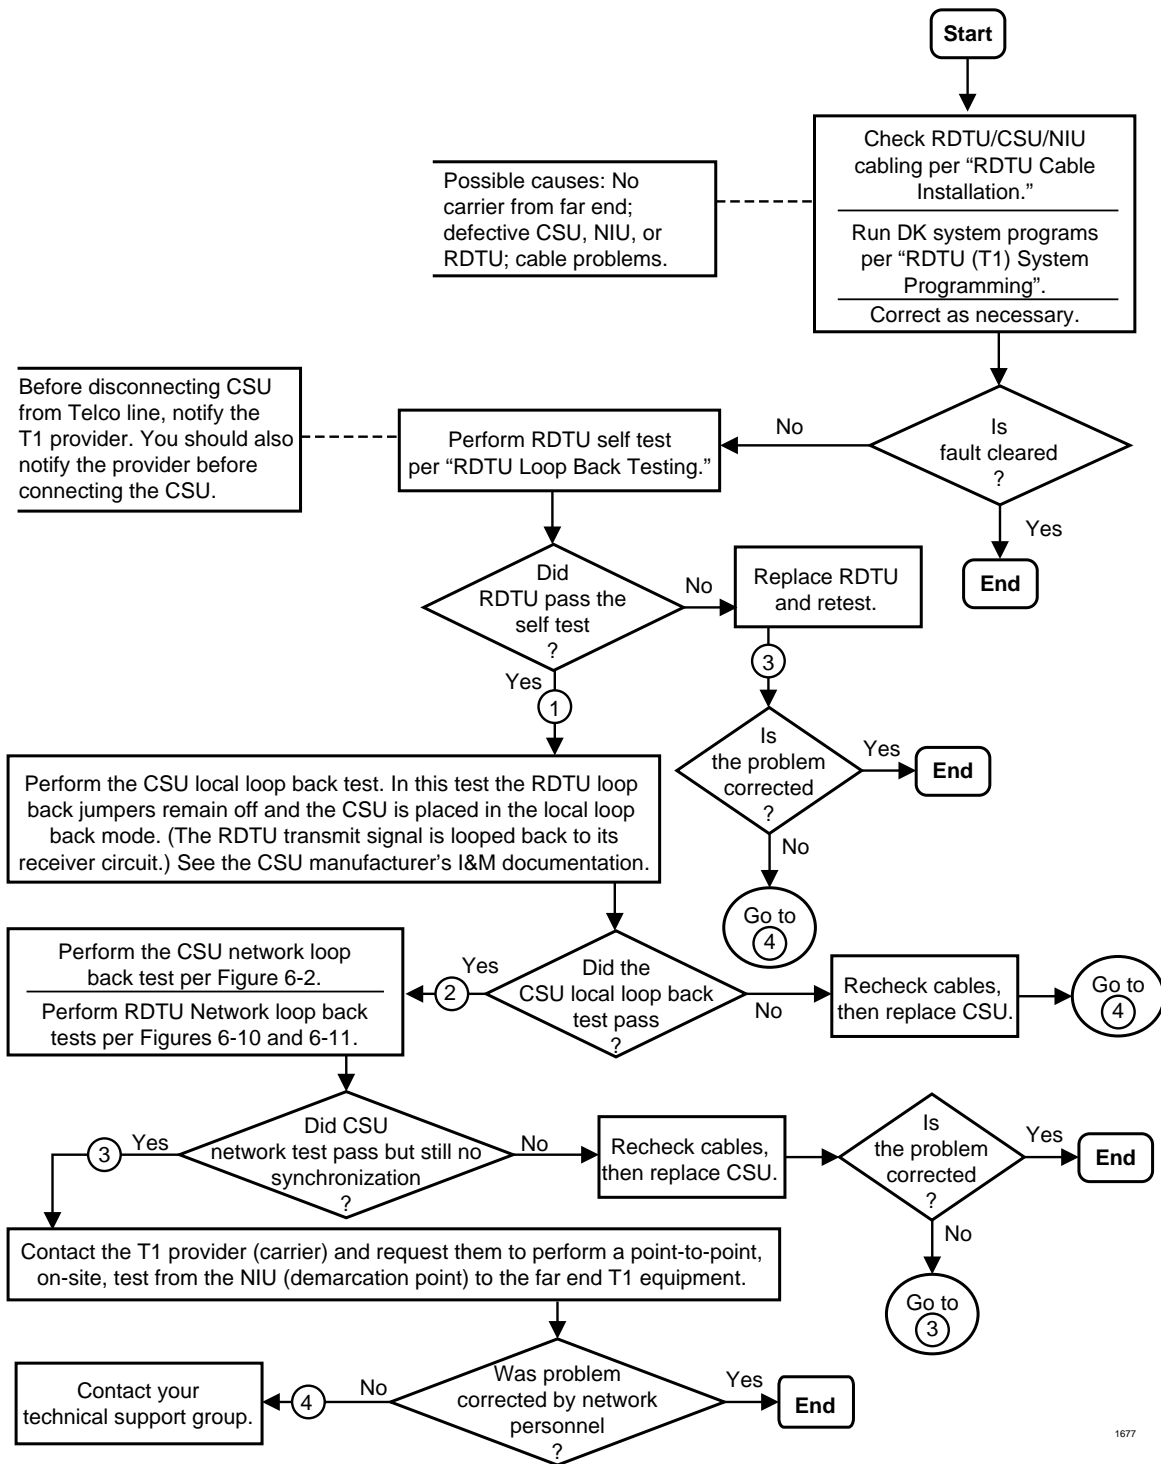 Start
Check RDTU/CSU/NIU
cabling per “RDTU Cable
Installation.”
Run DK system programs
per “RDTU (T1) System
Programming”.
Correct as necessary.
Possible causes: No
carrier from far end;
defective CSU, NIU, or
RDTU; cable problems.
Is
fault cleared
?
No
Yes
End
Perform RDTU self test
per “RDTU Loop Back Testing.”
Before disconnecting CSU
from Telco line, notify the
T1 provider. You should also
notify the provider before
connecting the CSU.
Did
RDTU pass the
self test
?
No
Replace RDTU
and retest.
3
Yes
1
Is
the problem
corrected
?
Yes
End
No
Go to
4
Perform the CSU local loop back test. In this test the RDTU loop
back jumpers remain off and the CSU is placed in the local loop
back mode. (The RDTU transmit signal is looped back to its
receiver circuit.) See the CSU manufacturer’s I&M documentation.
Did the
CSU local loop back
test pass
?
Yes
2
No
Recheck cables,
then replace CSU.
Go to
4
Perform the CSU network loop
back test per Figure 6-2.
Perform RDTU Network loop back
tests per Figures 6-10 and 6-11.
Did CSU
network test pass but still no
synchronization
?
Yes
3
No
Recheck cables,
then replace CSU.
Is
the problem
corrected
?
Yes
End
No
Go to
3
Contact the T1 provider (carrier) and request them to perform a point-to-point,
on-site, test from the NIU (demarcation point) to the far end T1 equipment.
Was problem
corrected by network
personnel
?
Yes
End
No
4
Contact your
technical support group.
1677